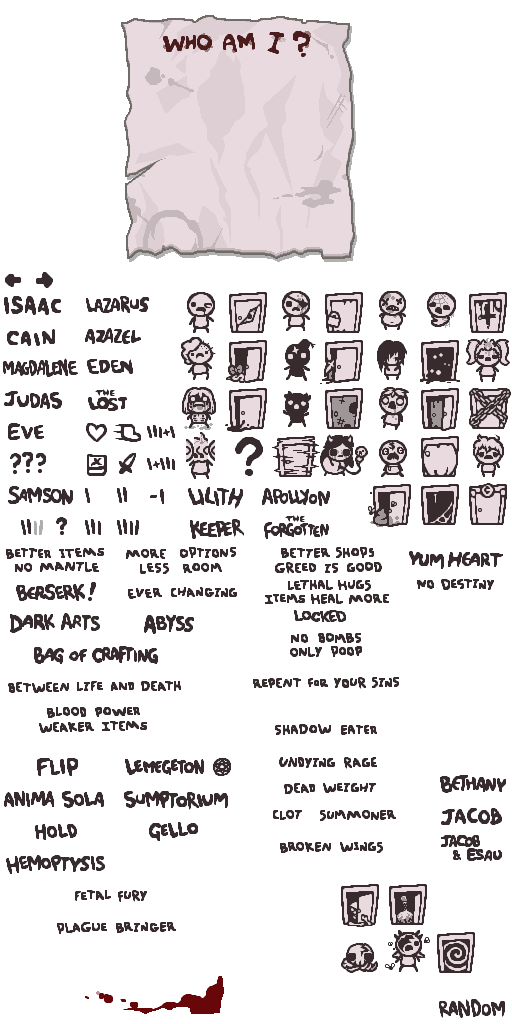 WHO AM I ?
ISAAC LAZARUS
CAIN AZAZEL
MAGDALENE EDEN
JUDAS THE LOST
EVE
???
?
SAMSON LILITH APOLLYON
? KEEPER THE FORGOTTEN
BETTER ITEMS
NO MANTLE
MORE OPTIONS
LESS ROOM
BETTER SHOPS
GREED IS GOOD
YUM HEART
BERSERK!
EVER CHANGING
LETHAL HUGS
ITEMS HEAL MORE
NO DESTINY
DARK ARTS
ABYSS
LOCKED
BAG OF CRAFTING
NO BOMBS
ONLY POOP
BETWEEN LIFE AND DEATH
REPENT FOR YOUR SINS
BLOOD POWER
WEAKER ITEMS
SHADOW EATER
FLIP
LEMEGETON
UNDYING RAGE
ANIMA SOLA
SUMPTORIUM
DEAD WEIGHT
BETHANY
HOLD
GELLO
CLOT SUMMONER
JACOB
HEMOPTYSIS
BROKEN WINGS
JACOB
& ESAU
FETAL FURY
PLAGUE BRINGER
RANDOM